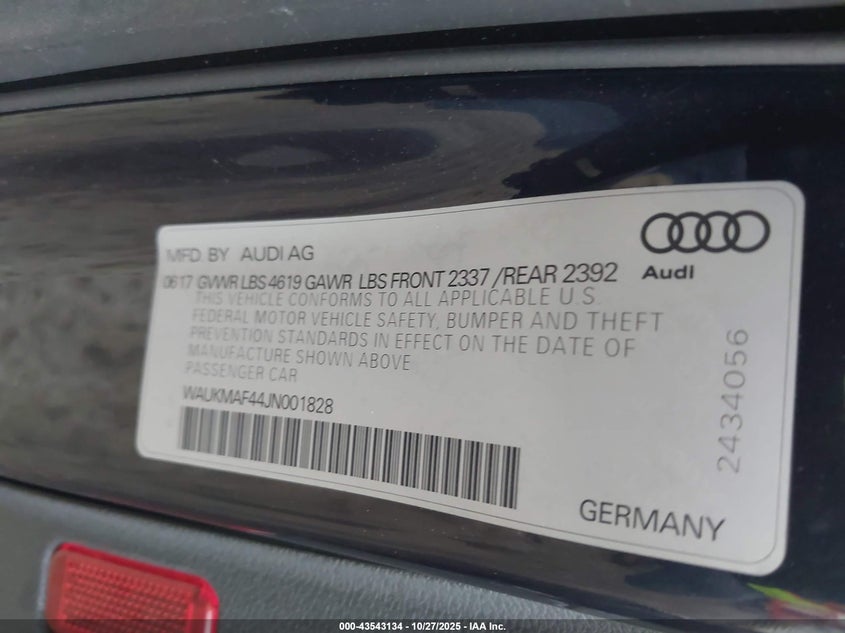 MFD. BY AUDI AG
Audi
0617 GVWR LBS 4619 GAWR LBS FRONT 2337 /REAR 2392
THIS VEHICLE CONFORMS TO ALL APPLICABLE U.S.
FEDERAL MOTOR VEHICLE SAFETY, BUMPER AND THEFT
PREVENTION STANDARDS IN EFFECT ON THE DATE OF
MANUFACTURE SHOWN ABOVE.
PASSENGER CAR
WAUKMAF44JN001828
2434056
GERMANY
000-43543134 - 10/27/2025 - IAA Inc.